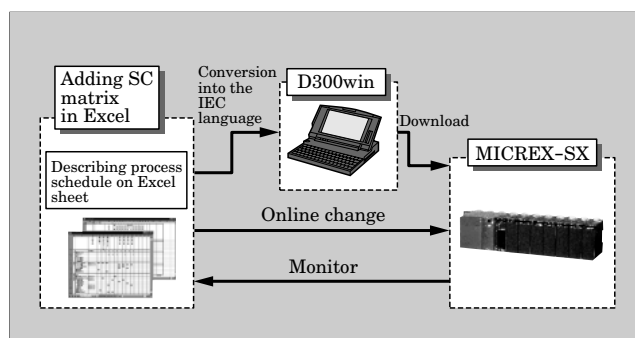 Adding SC
matrix
in Excel
Describing process
schedule on Excel
sheet
Conversion
into the
IEC
language
D300win
Download
MICREX-SX
Online change
Monitor